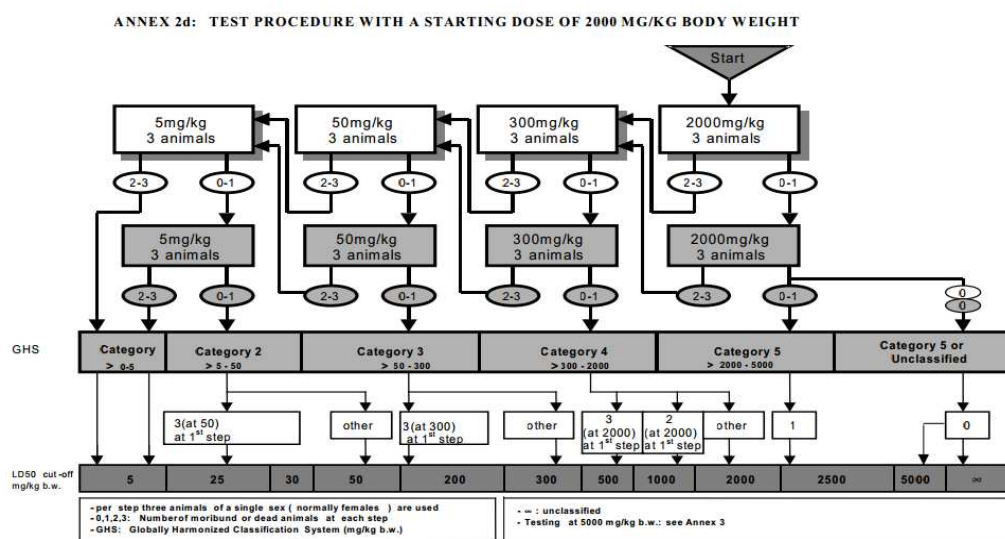 ANNEX 2d: TEST PROCEDURE WITH A STARTING DOSE OF 2000 MG/KG BODY WEIGHT
Start
5mg/kg
3 animals
50mg/kg
3 animals
300mg/kg
3 animals
2000mg/kg
3 animals
2-3
0-1
2-3
0-1
2-3
0-1
2-3
0-1
5mg/kg
3 animals
50mg/kg
3 animals
300mg/kg
3 animals
2000mg/kg
3 animals
2-3
0-1
2-3
0-1
2-3
0-1
2-3
0-1
0
0
GHS
Category
> 0-5
Category 2
> 5 - 50
Category 3
> 50 - 300
Category 4
>300 - 2000
Category 5
> 2000 - 5000
Category 5 or
Unclassified
3(at 50)
at 1st step
other
3(at 300)
at 1st step
other
3
(at 2000)
at 1st step
2
(at 2000)
at 1st step
other
1
0
LD50 cut-off
mg/kg b.w.
5
25
30
50
200
300
500
1000
2000
2500
5000
∞
- per step three animals of a single sex ( normally females ) are used
- 0,1,2,3: Number of moribund or dead animals at each step
- GHS: Globally Harmonized Classification System (mg/kg b.w.)
- ∞ : unclassified
- Testing at 5000 mg/kg b.w.: see Annex 3